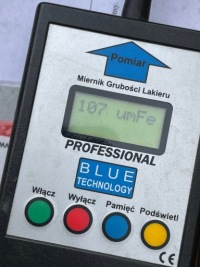 Pomiar
Miernik Grubości Lakieru
107 umFe
PROFESSIONAL
BLUE
TECHNOLOGY
Włącz Wyłącz Pamięć Podświetl
CE